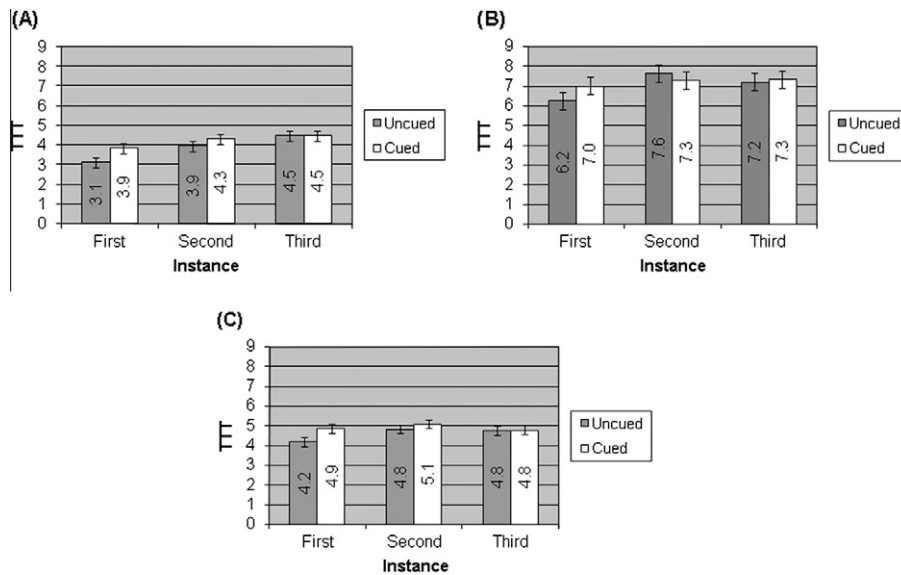 (A)
9
8
7
6
5
4
3
2
1
0
TTT
3.1
3.9
3.9
4.3
4.5
4.5
First Second Third
Instance
Uncued
Cued
(B)
9
8
7
6
5
4
3
2
1
0
TTT
6.2
7.0
7.6
7.3
7.2
7.3
First Second Third
Instance
Uncued
Cued
(C)
9
8
7
6
5
4
3
2
1
0
TTT
4.2
4.9
4.8
5.1
4.8
4.8
First Second Third
Instance
Uncued
Cued